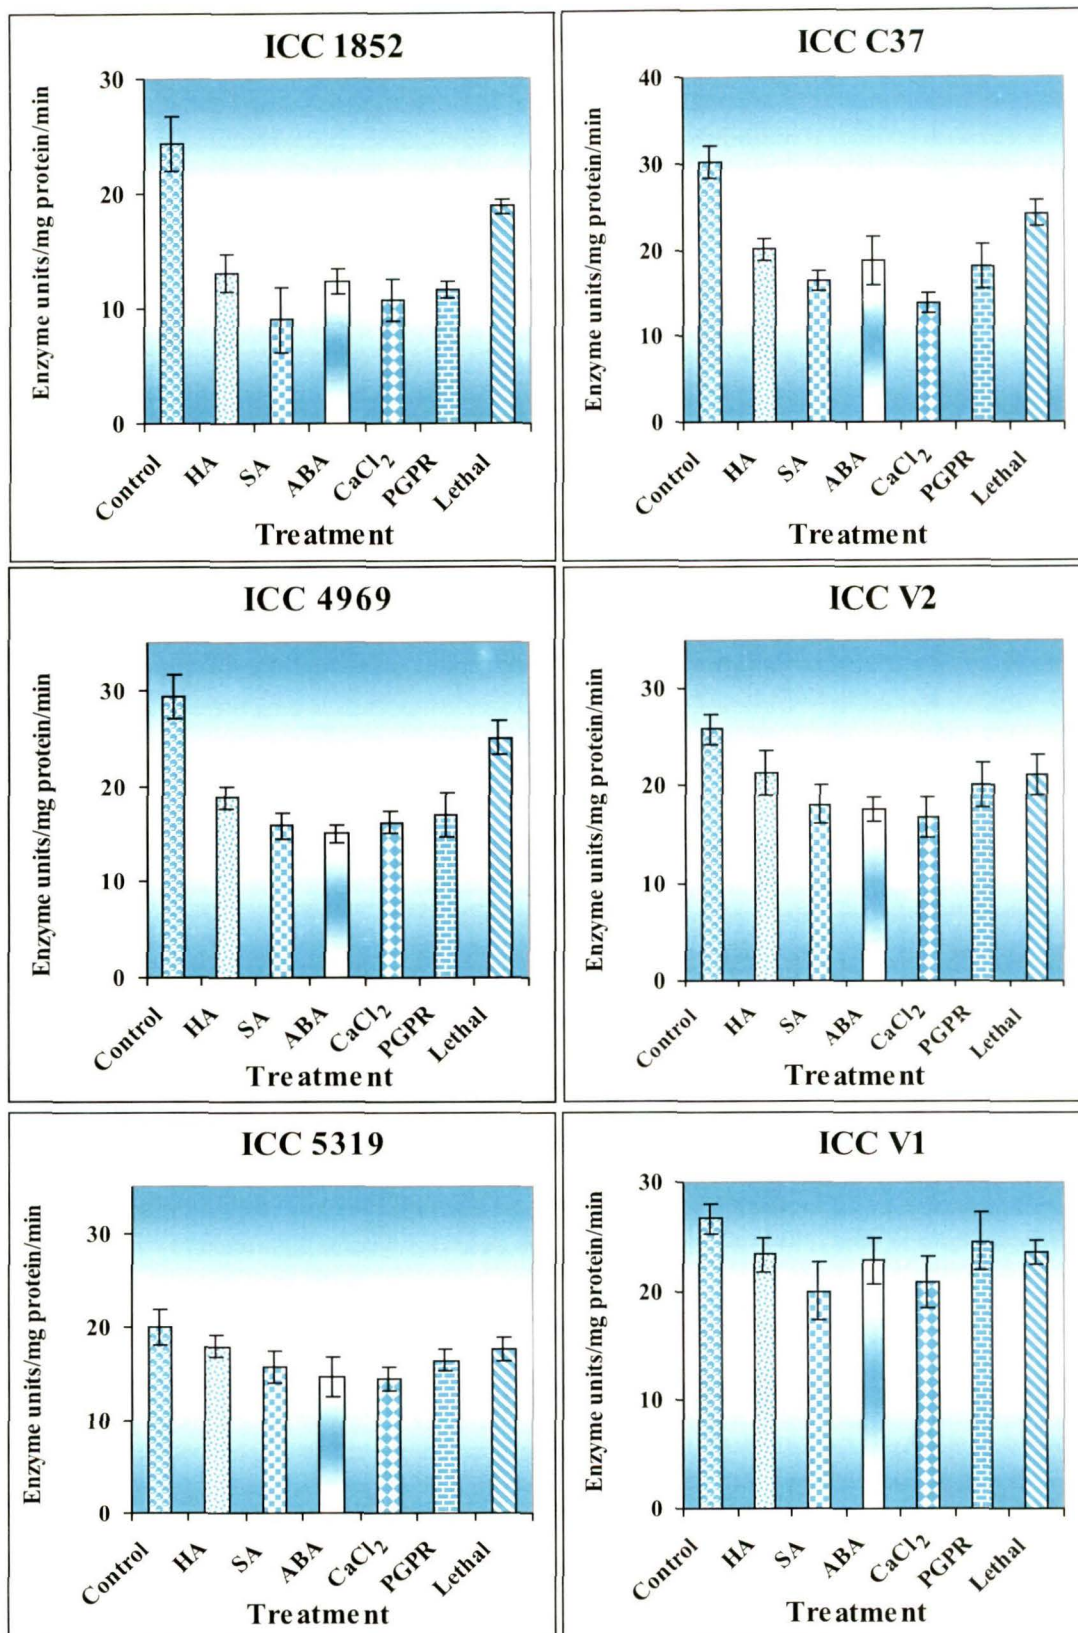 ICC 1852
Enzyme units/mg protein/min
30
20
10
0
Control
HA
SA
ABA
CaCl₂
PGPR
Lethal
Treatment
ICC C37
Enzyme units/mg protein/min
40
30
20
10
0
Control
HA
SA
ABA
CaCl₂
PGPR
Lethal
Treatment
ICC 4969
Enzyme units/mg protein/min
30
20
10
0
Control
HA
SA
ABA
CaCl₂
PGPR
Lethal
Treatment
ICC V2
Enzyme units/mg protein/min
30
20
10
0
Control
HA
SA
ABA
CaCl₂
PGPR
Lethal
Treatment
ICC 5319
Enzyme units/mg protein/min
30
20
10
0
Control
HA
SA
ABA
CaCl₂
PGPR
Lethal
Treatment
ICC V1
Enzyme units/mg protein/min
30
20
10
0
Control
HA
SA
ABA
CaCl₂
PGPR
Lethal
Treatment